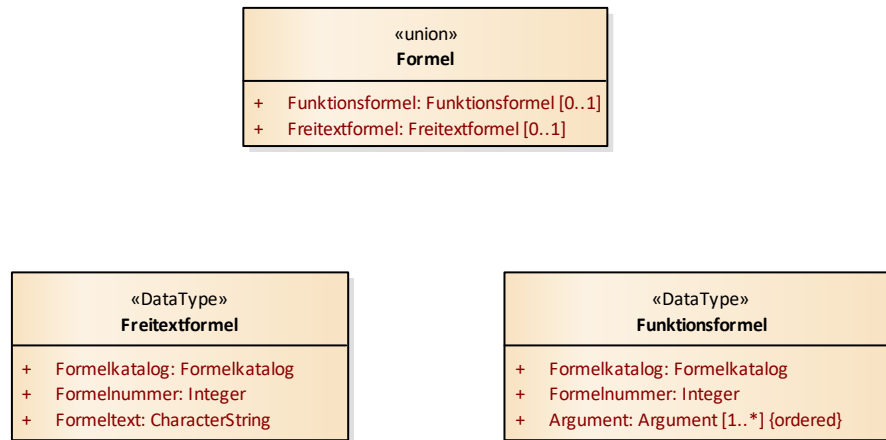 «union»
Formel
+ Funktionsformel: Funktionsformel [0..1]
+ Freitextformel: Freitextformel [0..1]
«DataType»
Freitextformel
+ Formelkatalog: Formelkatalog
+ Formelnummer: Integer
+ Formeltext: CharacterString
«DataType»
Funktionsformel
+ Formelkatalog: Formelkatalog
+ Formelnummer: Integer
+ Argument: Argument [1..*] {ordered}